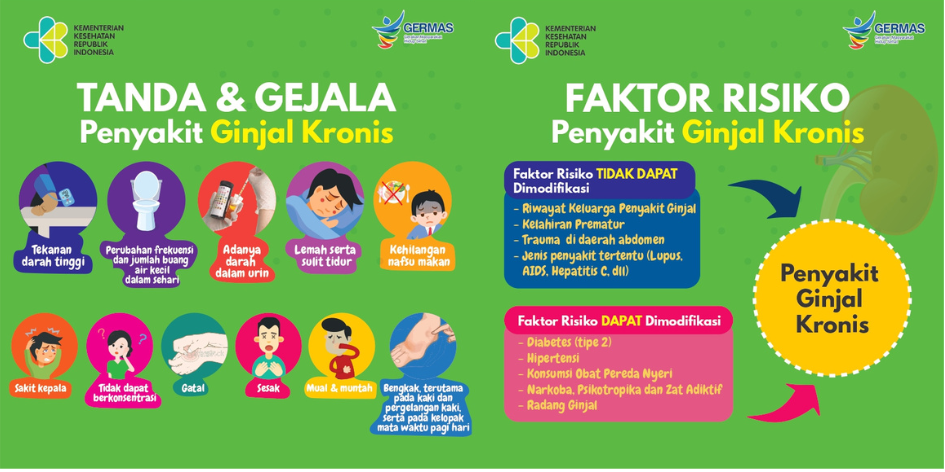 KEMENTERIAN
KESEHATAN
REPUBLIK
INDONESIA
GERMAS
TANDA & GEJALA
Penyakit Ginjal Kronis
Tekanan
darah tinggi
Perubahan frekuensi
dan jumlah buang
air kecil
dalam sehari
Adanya
darah
dalam urin
Lemah serta
sulit tidur
Kehilangan
nafsu makan
Sakit kepala
Tidak dapat
berkonsentrasi
Gatal
Sesak
Mual & muntah
Bengkak, terutama
pada kaki dan
pergelangan kaki,
serta pada kelopak
mata waktu pagi hari
KEMENTERIAN
KESEHATAN
REPUBLIK
INDONESIA
GERMAS
FAKTOR RISIKO
Penyakit Ginjal Kronis
Faktor Risiko TIDAK DAPAT
Dimodifikasi
- Riwayat Keluarga Penyakit Ginjal
- Kelahiran Prematur
- Trauma di daerah abdomen
- Jenis penyakit tertentu (Lupus,
AIDS, Hepatitis C, dll)
Penyakit
Ginjal
Kronis
Faktor Risiko DAPAT Dimodifikasi
- Diabetes (tipe 2)
- Hipertensi
- Konsumsi Obat Pereda Nyeri
- Narkoba, Psikotropika dan Zat Adiktif
- Radang Ginjal